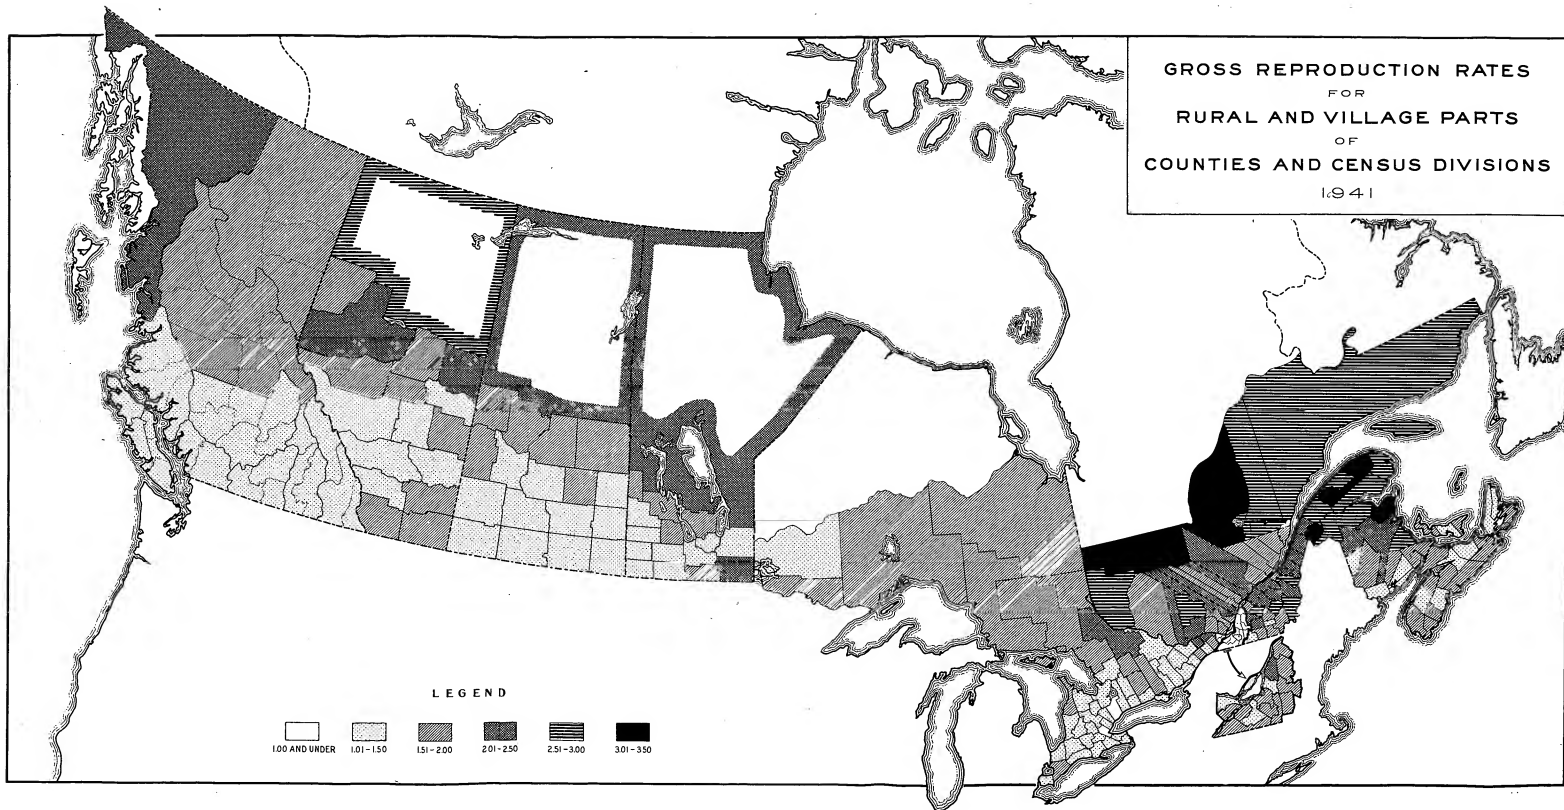 GROSS REPRODUCTION RATES
FOR
RURAL AND VILLAGE PARTS
OF
COUNTIES AND CENSUS DIVISIONS
1941
LEGEND
1.00 AND UNDER
1.01-1.50
1.51-2.00
2.01-2.50
2.51-3.00
3.01-3.50